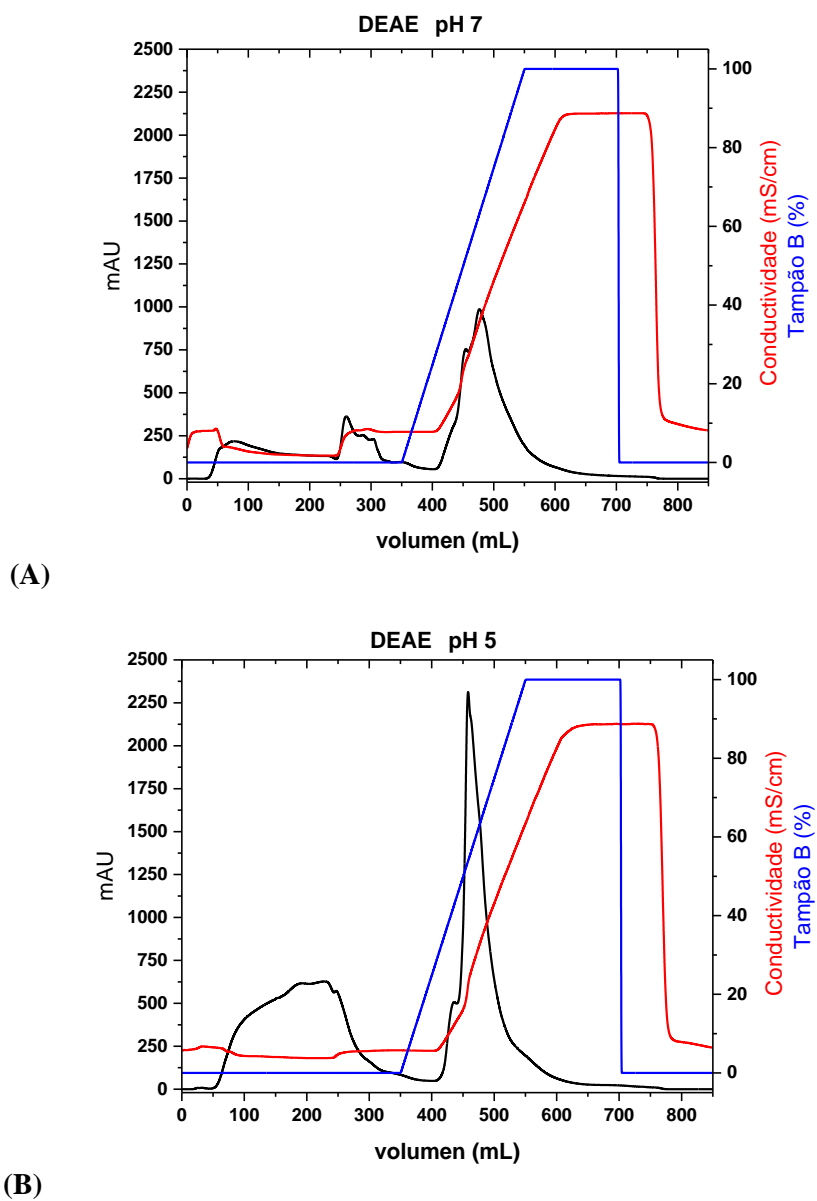 DEAE pH 7
2500
2250
2000
1750
1500
1250
1000
750
500
250
0
mAU
100
80
60
40
20
0
Conductividade (mS/cm)
Tampão B (%)
0 100 200 300 400 500 600 700 800
volumen (mL)
(A)
DEAE pH 5
2500
2250
2000
1750
1500
1250
1000
750
500
250
0
mAU
100
80
60
40
20
0
Conductividade (mS/cm)
Tampão B (%)
0 100 200 300 400 500 600 700 800
volumen (mL)
(B)